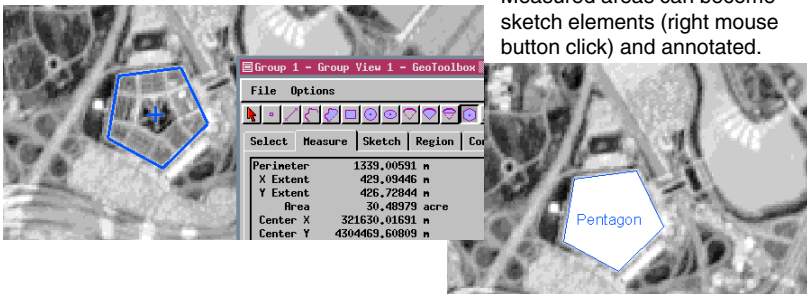 Measured areas can become
sketch elements (right mouse
button click) and annotated.
Group 1 - Group View 1 - GeoToolbox
File Options
Select Measure Sketch Region
Perimeter 1339.00591 m
X Extent 429.09446 m
Y Extent 426.72844 m
Area 30.48979 acre
Center X 321630.01691 m
Center Y 4304469.60809 m
Pentagon